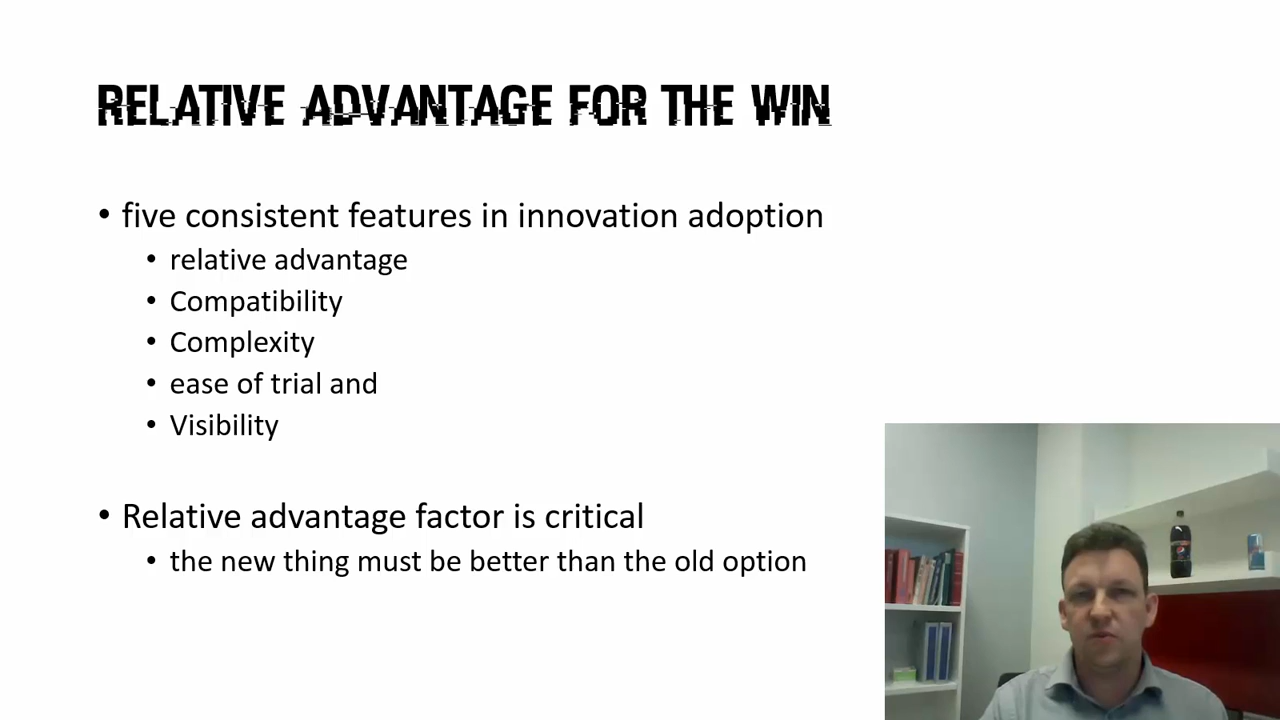 RELATIVE ADVANTAGE FOR THE WIN
• five consistent features in innovation adoption
• relative advantage
• Compatibility
• Complexity
• ease of trial and
• Visibility
• Relative advantage factor is critical
• the new thing must be better than the old option